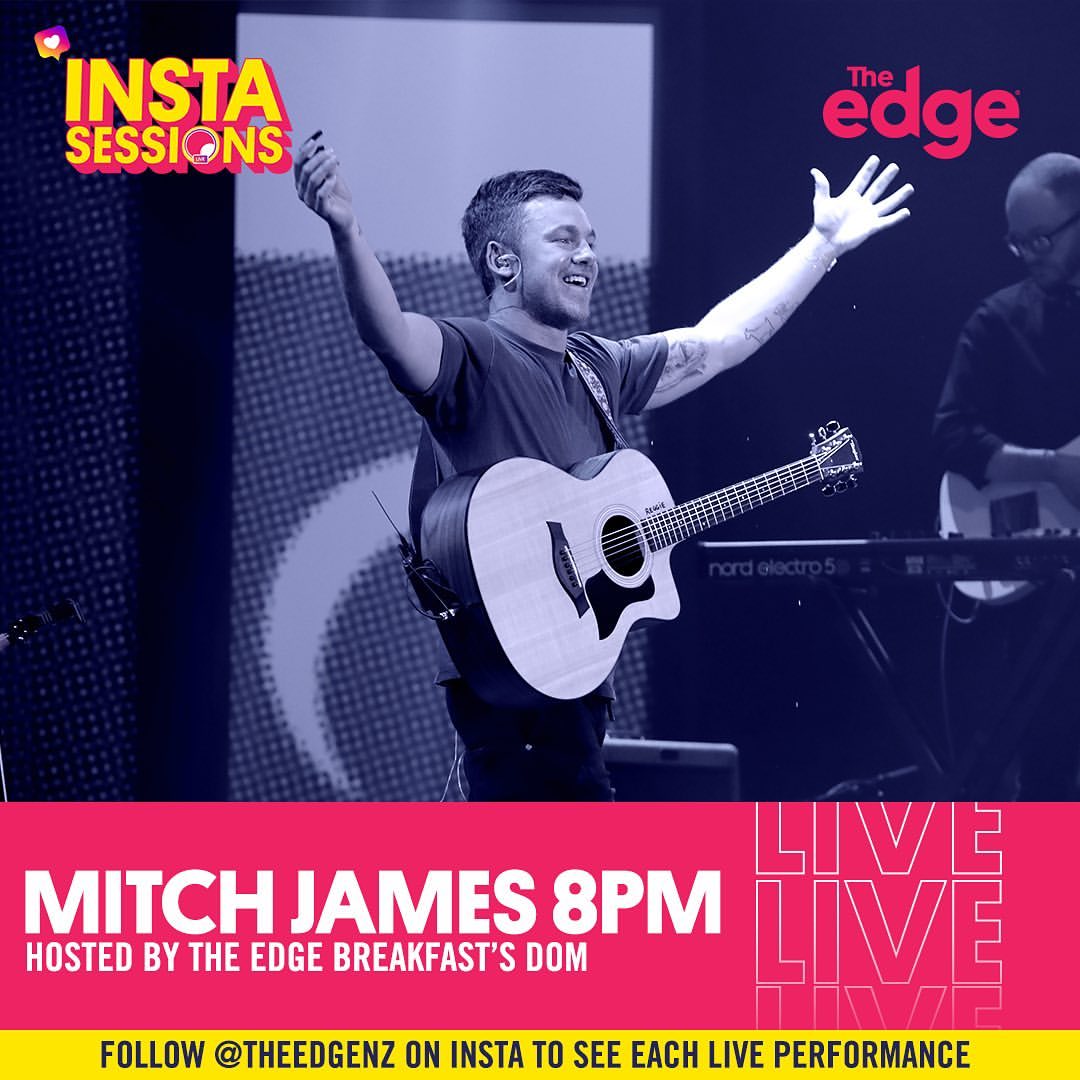 INSTA
SESSIONS
LIVE
The
edge
REGGIE
nord electro 5
MITCH JAMES 8PM
HOSTED BY THE EDGE BREAKFAST'S DOM
LIVE
LIVE
LIVE
FOLLOW @THEEDGENZ ON INSTA TO SEE EACH LIVE PERFORMANCE